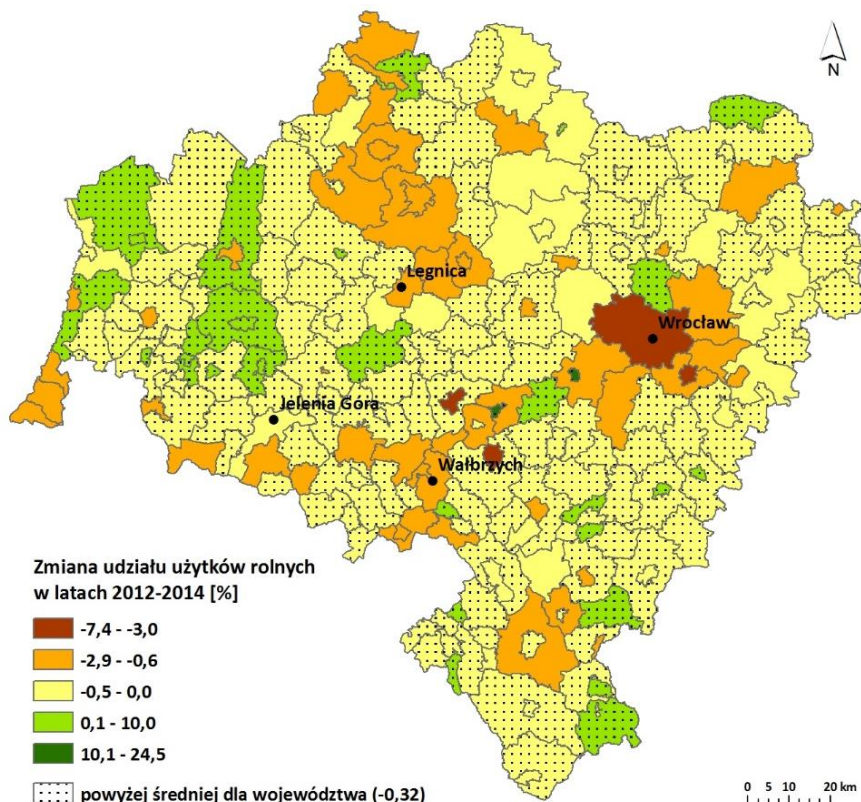 N
Legnica
Wrocław
Jelenia Góra
Wałbrzych
Zmiana udziału użytków rolnych
w latach 2012-2014 [%]
-7,4 - -3,0
-2,9 - -0,6
-0,5 - 0,0
0,1 - 10,0
10,1 - 24,5
powyżej średniej dla województwa (-0,32)
0 5 10 20 km